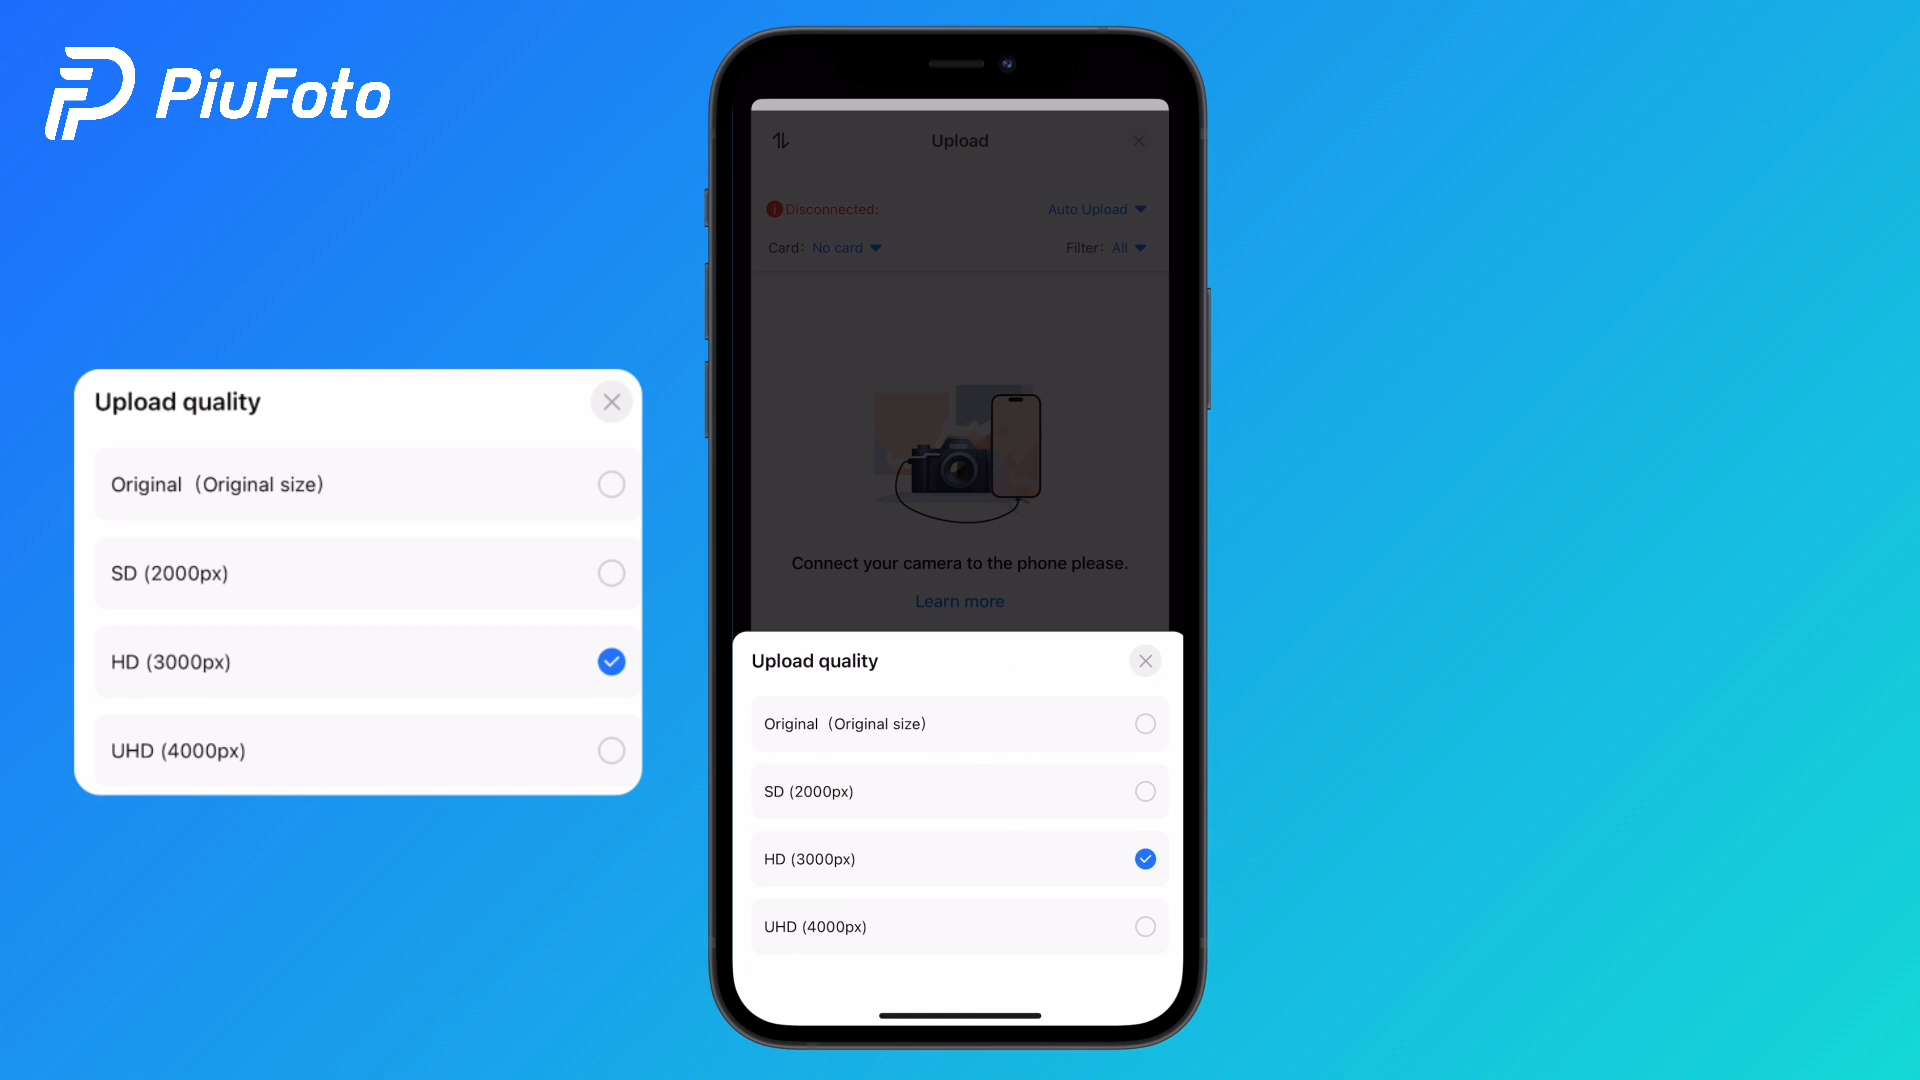 PiuFoto
Upload quality
Original（Original size）
SD (2000px)
HD (3000px)
UHD (4000px)
Upload
Disconnected:
Auto Upload
Card: No card
Filter: All
Connect your camera to the phone please.
Learn more
Upload quality
Original（Original size）
SD (2000px)
HD (3000px)
UHD (4000px)